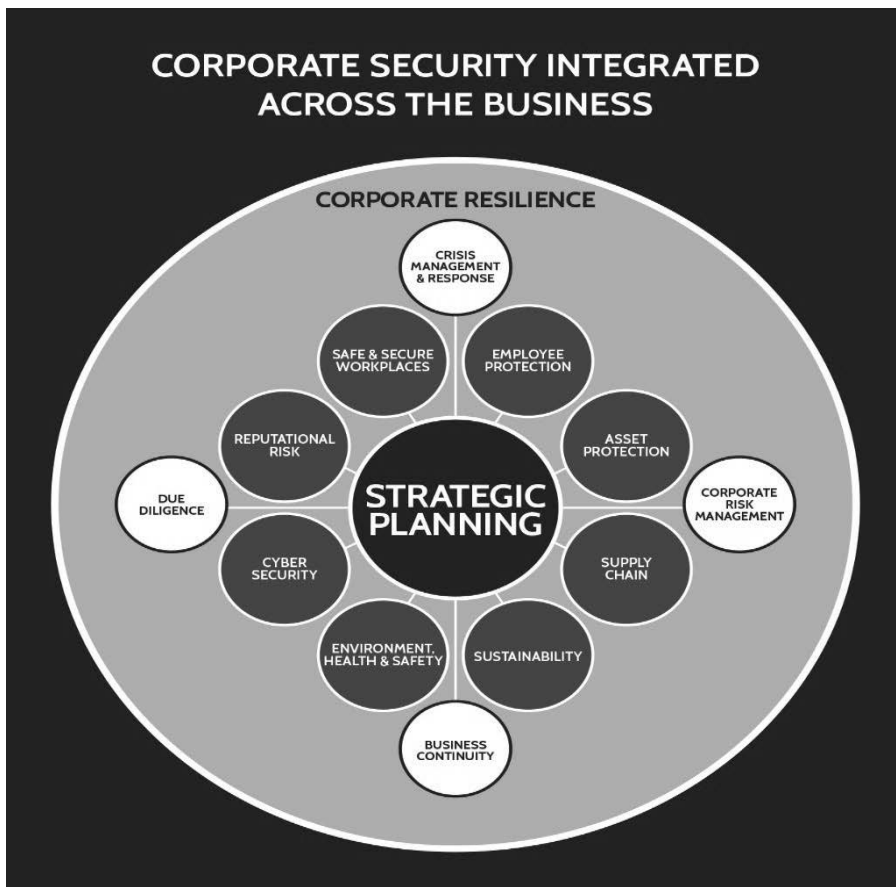 CORPORATE SECURITY INTEGRATED
ACROSS THE BUSINESS
CORPORATE RESILIENCE
CRISIS
MANAGEMENT
& RESPONSE
SAFE & SECURE
WORKPLACES
EMPLOYEE
PROTECTION
REPUTATIONAL
RISK
ASSET
PROTECTION
DUE
DILIGENCE
STRATEGIC
PLANNING
CORPORATE
RISK
MANAGEMENT
CYBER
SECURITY
SUPPLY
CHAIN
ENVIRONMENT,
HEALTH & SAFETY
SUSTAINABILITY
BUSINESS
CONTINUITY